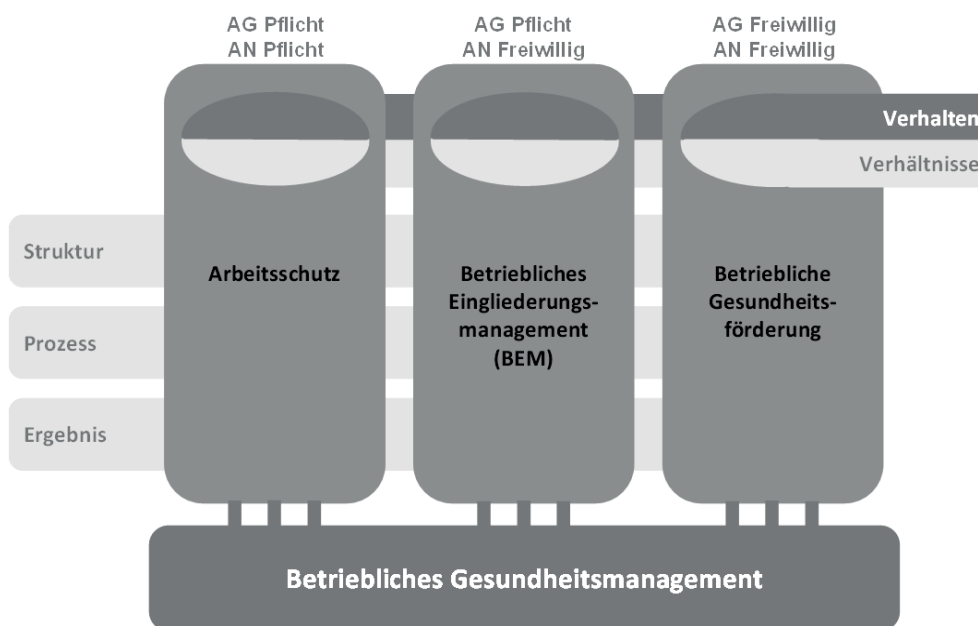 AG Pflicht
AN Pflicht
AG Pflicht
AN Freiwillig
AG Freiwillig
AN Freiwillig
Verhalten
Verhältnisse
Struktur
Prozess
Ergebnis
Arbeitsschutz
Betriebliches
Eingliederungs-
management
(BEM)
Betriebliche
Gesundheits-
förderung
Betriebliches Gesundheitsmanagement